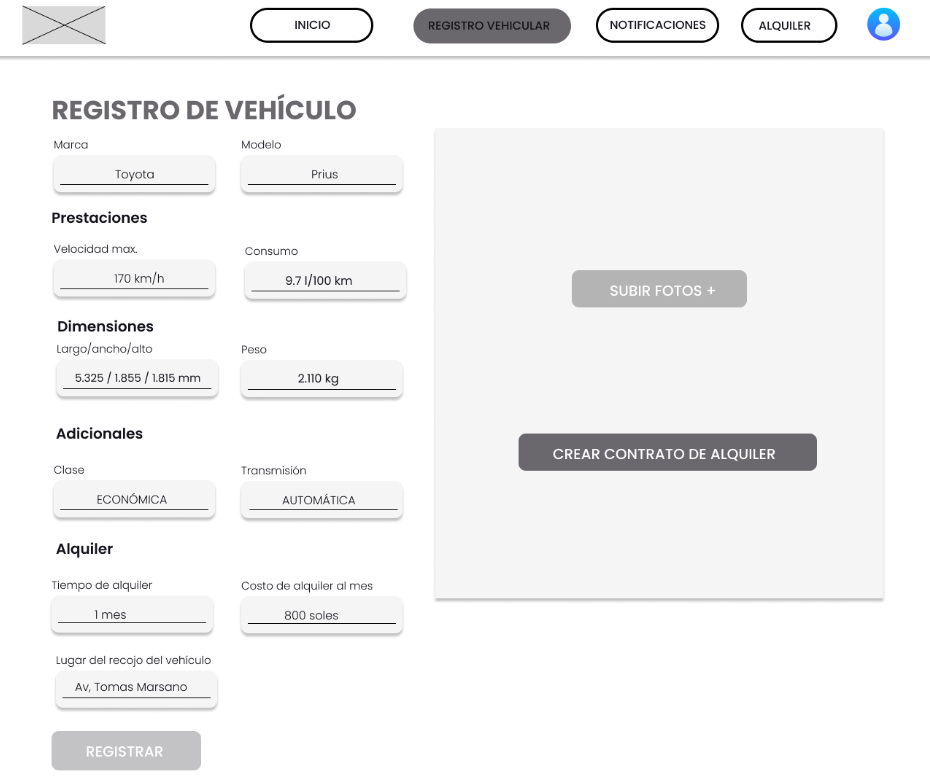 INICIO
REGISTRO VEHICULAR
NOTIFICACIONES
ALQUILER
REGISTRO DE VEHÍCULO
Marca
Modelo
Toyota
Prius
Prestaciones
Velocidad max.
Consumo
170 km/h
9.7 l/100 km
Dimensiones
Largo/ancho/alto
Peso
5.325 / 1.855 / 1.815 mm
2.110 kg
SUBIR FOTOS +
CREAR CONTRATO DE ALQUILER
Adicionales
Clase
Transmisión
ECONÓMICA
AUTOMÁTICA
Alquiler
Tiempo de alquiler
Costo de alquiler al mes
1 mes
800 soles
Lugar del recojo del vehículo
Av, Tomas Marsano
REGISTRAR